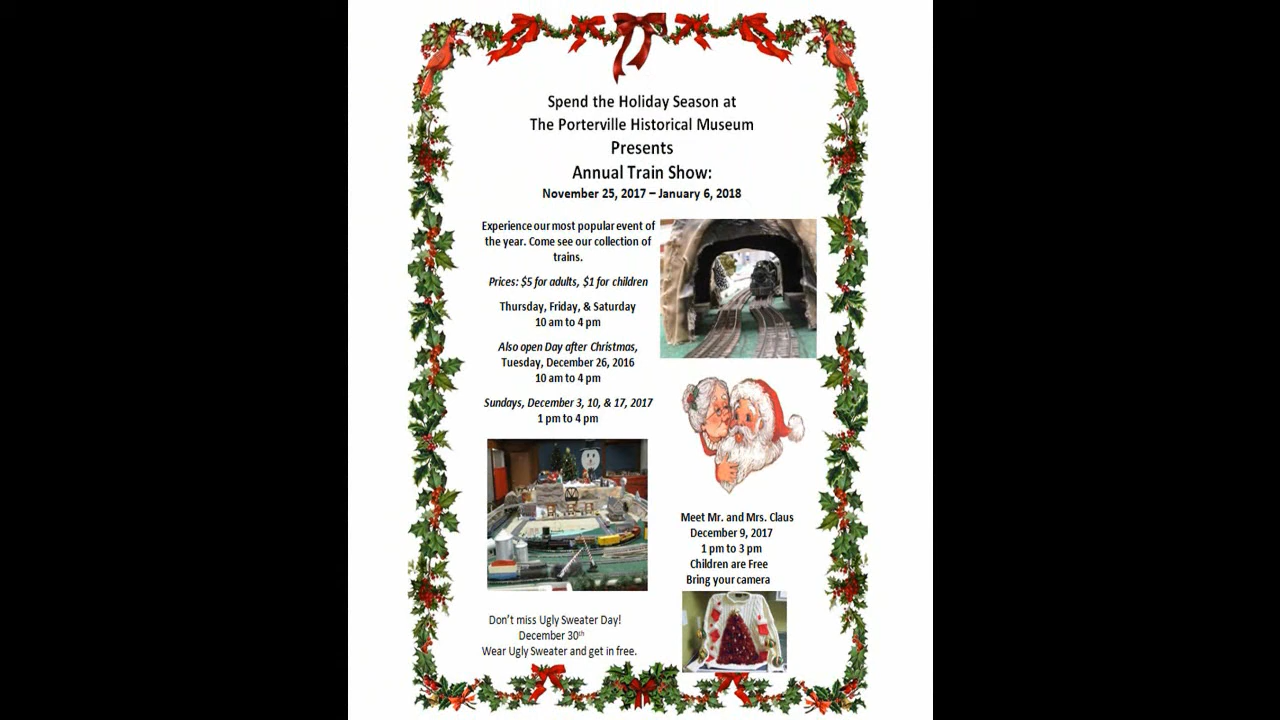 Spend the Holiday Season at
The Porterville Historical Museum
Presents
Annual Train Show:
November 25, 2017 – January 6, 2018
Experience our most popular event of
the year. Come see our collection of
trains.
Prices: $5 for adults, $1 for children
Thursday, Friday, & Saturday
10 am to 4 pm
Also open Day after Christmas,
Tuesday, December 26, 2016
10 am to 4 pm
Sundays, December 3, 10, & 17, 2017
1 pm to 4 pm
Meet Mr. and Mrs. Claus
December 9, 2017
1 pm to 3 pm
Children are Free
Bring your camera
Don't miss Ugly Sweater Day!
December 30th
Wear Ugly Sweater and get in free.